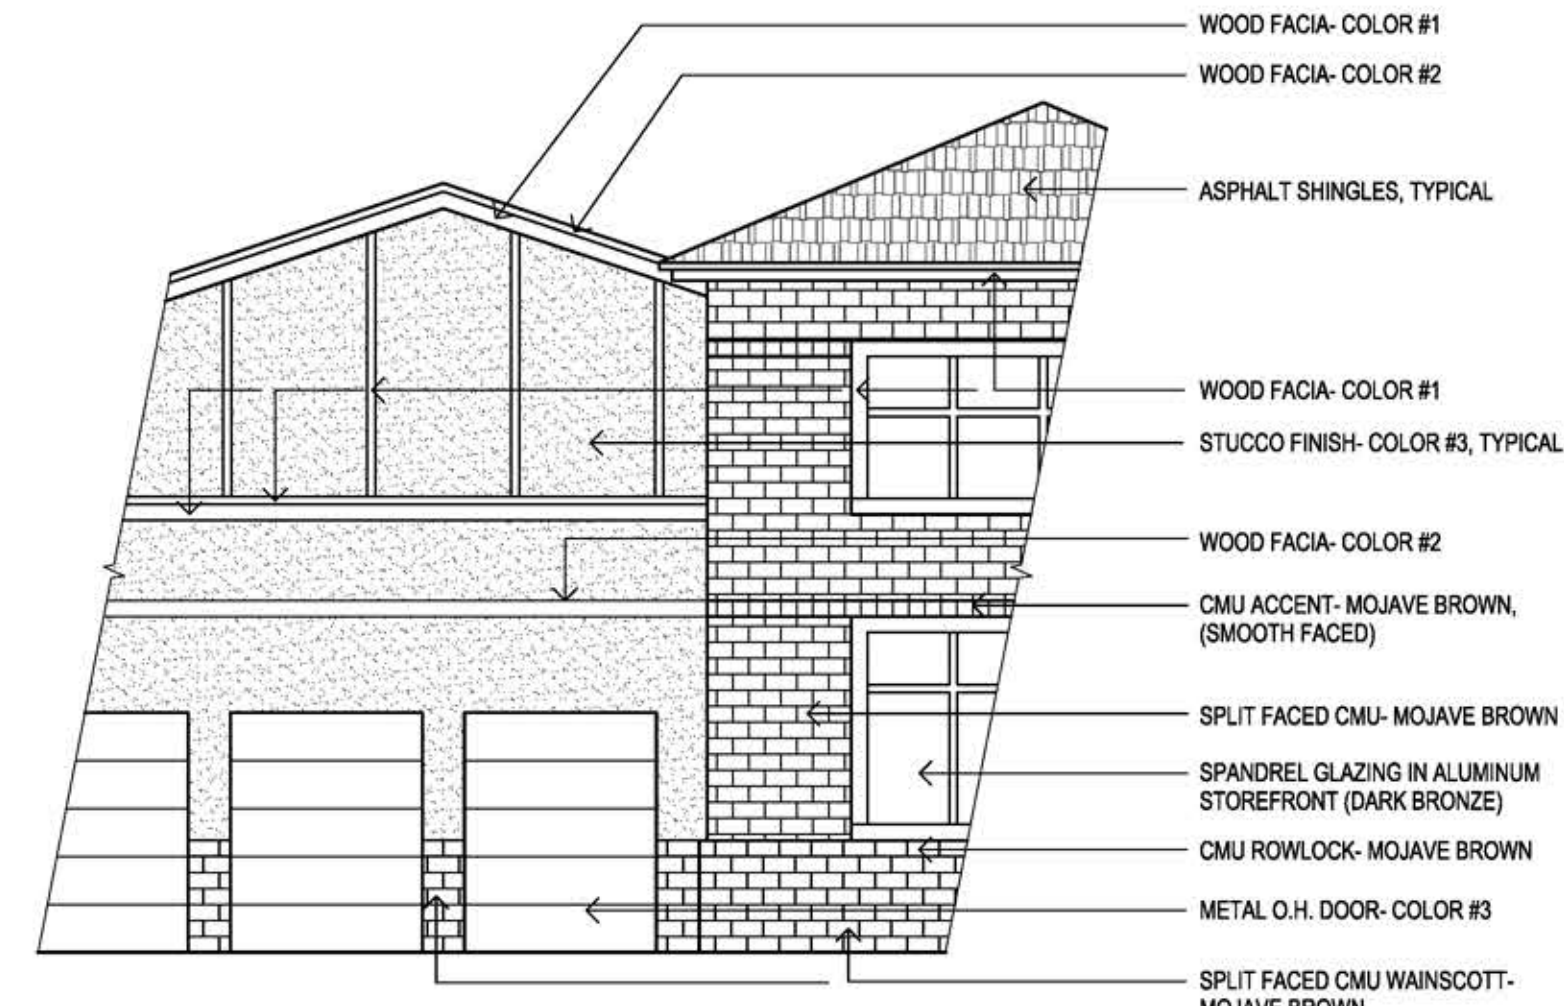 WOOD FACIA- COLOR #1
WOOD FACIA- COLOR #2
ASPHALT SHINGLES, TYPICAL
WOOD FACIA- COLOR #1
STUCCO FINISH- COLOR #3, TYPICAL
WOOD FACIA- COLOR #2
CMU ACCENT- MOJAVE BROWN,
(SMOOTH FACED)
SPLIT FACED CMU- MOJAVE BROWN
SPANDREL GLAZING IN ALUMINUM
STOREFRONT (DARK BRONZE)
CMU ROWLOCK- MOJAVE BROWN
METAL O.H. DOOR- COLOR #3
SPLIT FACED CMU WAINSCOTT-
MOJAVE BROWN